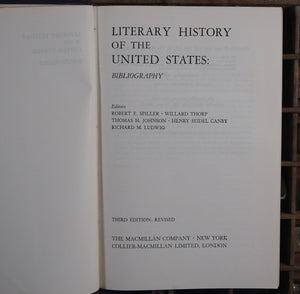 LITERARY HISTORY
OF THE
UNITED STATES:
BIBLIOGRAPHY
Editors
ROBERT E. SPILLER · WILLARD THORP
THOMAS H. JOHNSON · HENRY SEIDEL CANBY
RICHARD M. LUDWIG
THIRD EDITION: REVISED
THE MACMILLAN COMPANY · NEW YORK
COLLIER-MACMILLAN LIMITED, LONDON